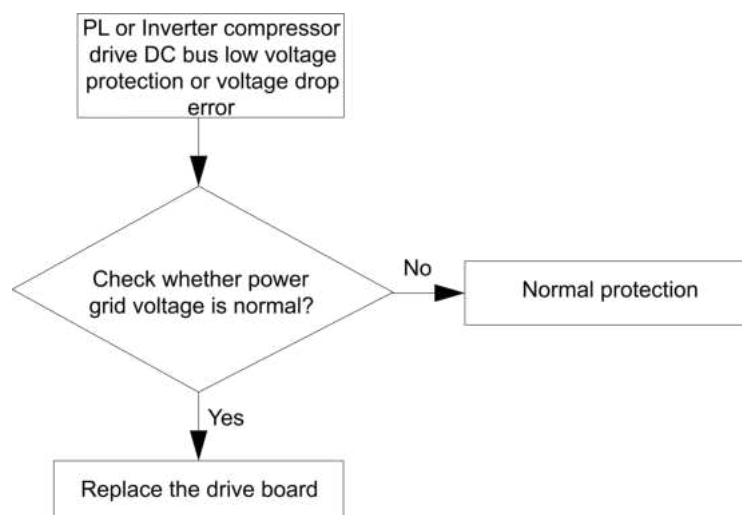 PL or Inverter compressor
drive DC bus low voltage
protection or voltage drop
error
Check whether power
grid voltage is normal?
No
Normal protection
Yes
Replace the drive board